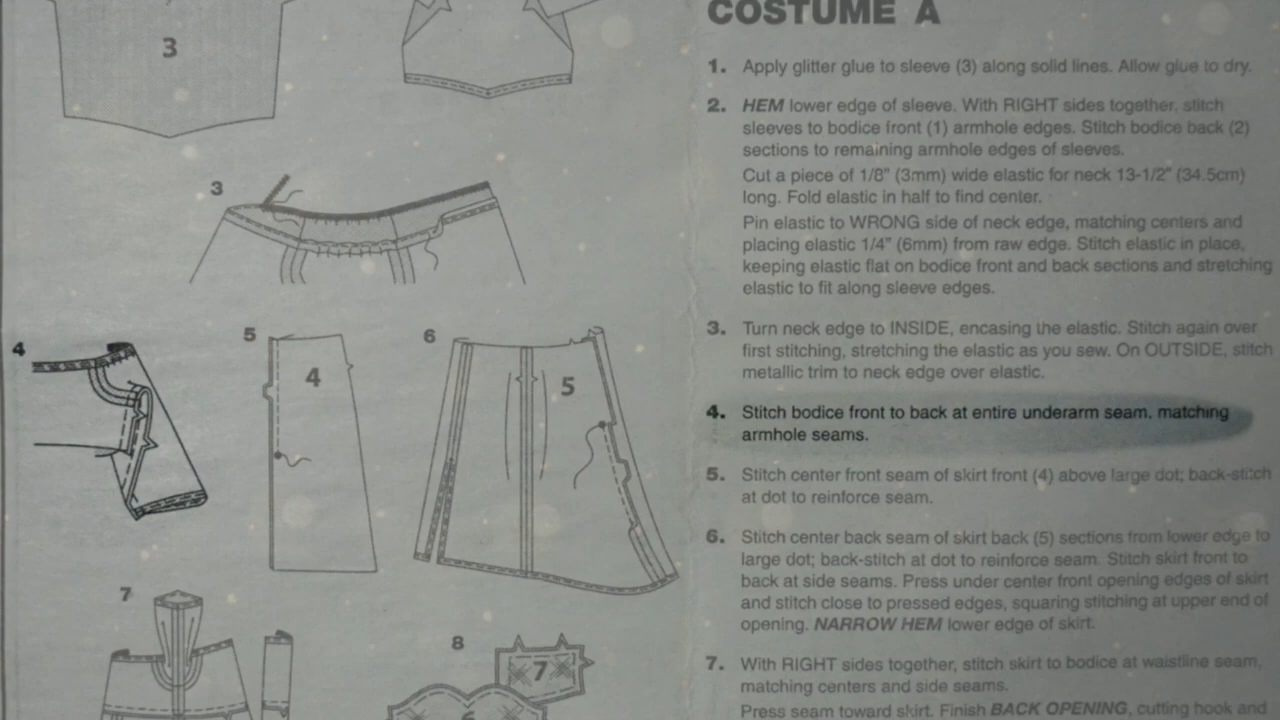 COSTUME A
1. Apply glitter glue to sleeve (3) along solid lines. Allow glue to dry.
2. HEM lower edge of sleeve. With RIGHT sides together, stitch
sleeves to bodice front (1) armhole edges. Stitch bodice back (2)
sections to remaining armhole edges of sleeves.
Cut a piece of 1/8" (3mm) wide elastic for neck 13-1/2" (34.5cm)
long. Fold elastic in half to find center.
Pin elastic to WRONG side of neck edge, matching centers and
placing elastic 1/4" (6mm) from raw edge. Stitch elastic in place,
keeping elastic flat on bodice front and back sections and stretching
elastic to fit along sleeve edges.
3. Turn neck edge to INSIDE, encasing the elastic. Stitch again over
first stitching, stretching the elastic as you sew. On OUTSIDE, stitch
metallic trim to neck edge over elastic.
4. Stitch bodice front to back at entire underarm seam, matching
armhole seams.
5. Stitch center front seam of skirt front (4) above large dot; back-stitch
at dot to reinforce seam.
6. Stitch center back seam of skirt back (5) sections from lower edge to
large dot; back-stitch at dot to reinforce seam. Stitch skirt front to
back at side seams. Press under center front opening edges of skirt
and stitch close to pressed edges, squaring stitching at upper end of
opening. NARROW HEM lower edge of skirt.
7. With RIGHT sides together, stitch skirt to bodice at waistline seam,
matching centers and side seams.
Press seam toward skirt. Finish BACK OPENING, cutting hook and
3
3
4
5
4
6
5
7
8
7
6